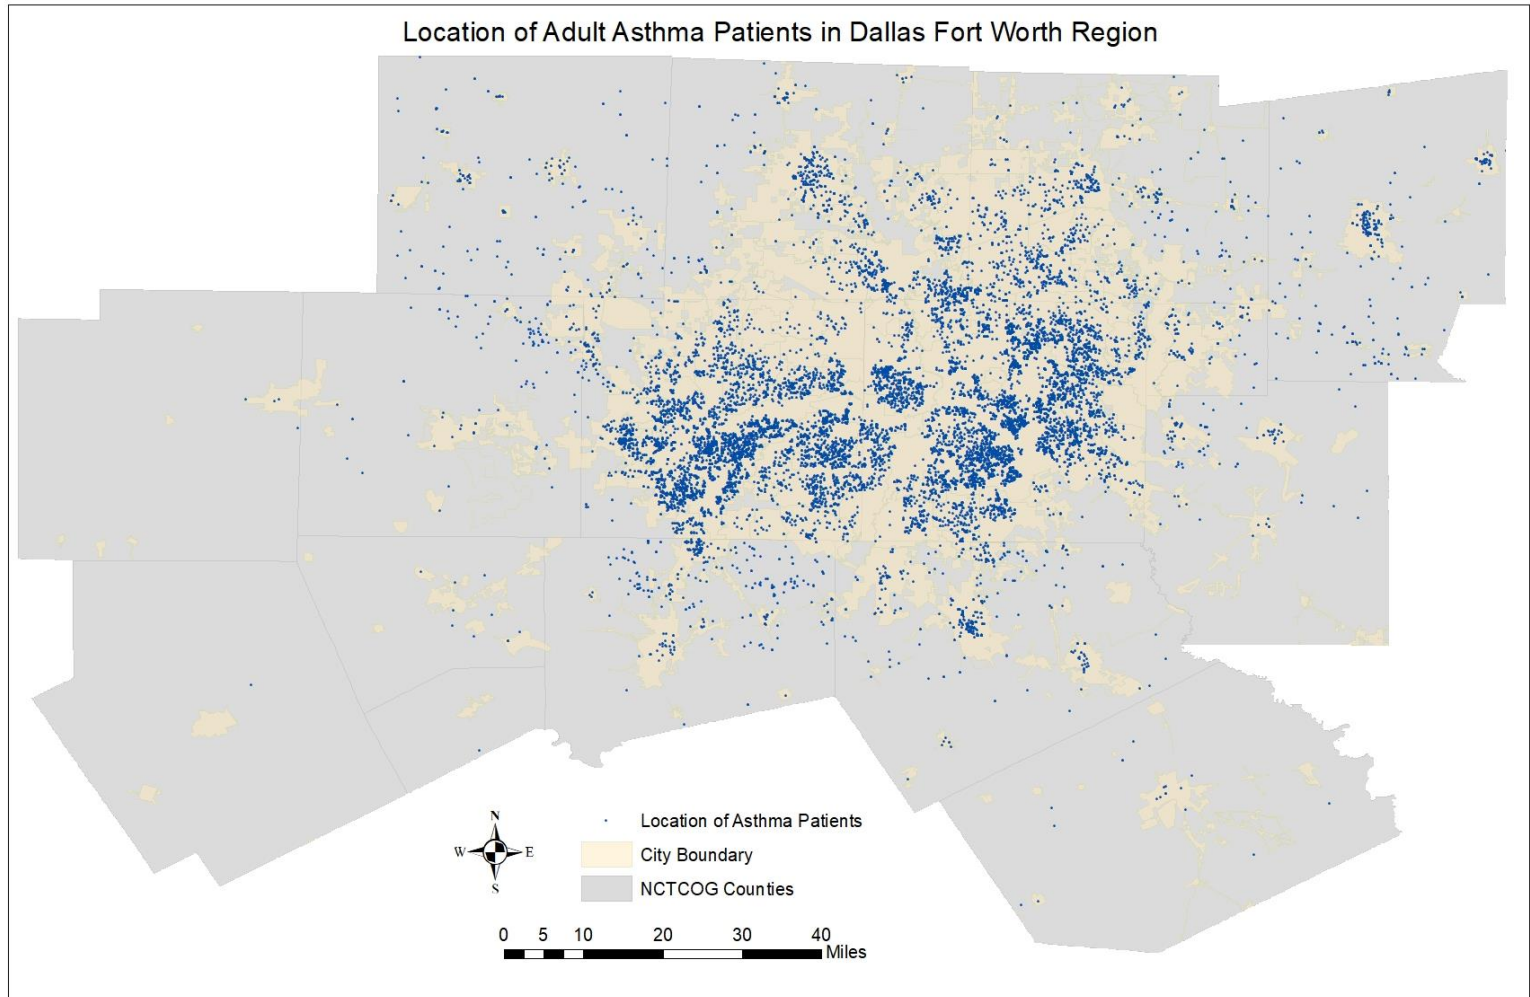 Location of Adult Asthma Patients in Dallas Fort Worth Region
N
W E
S
Location of Asthma Patients
City Boundary
NCTCOG Counties
0 5 10 20 30 40
Miles